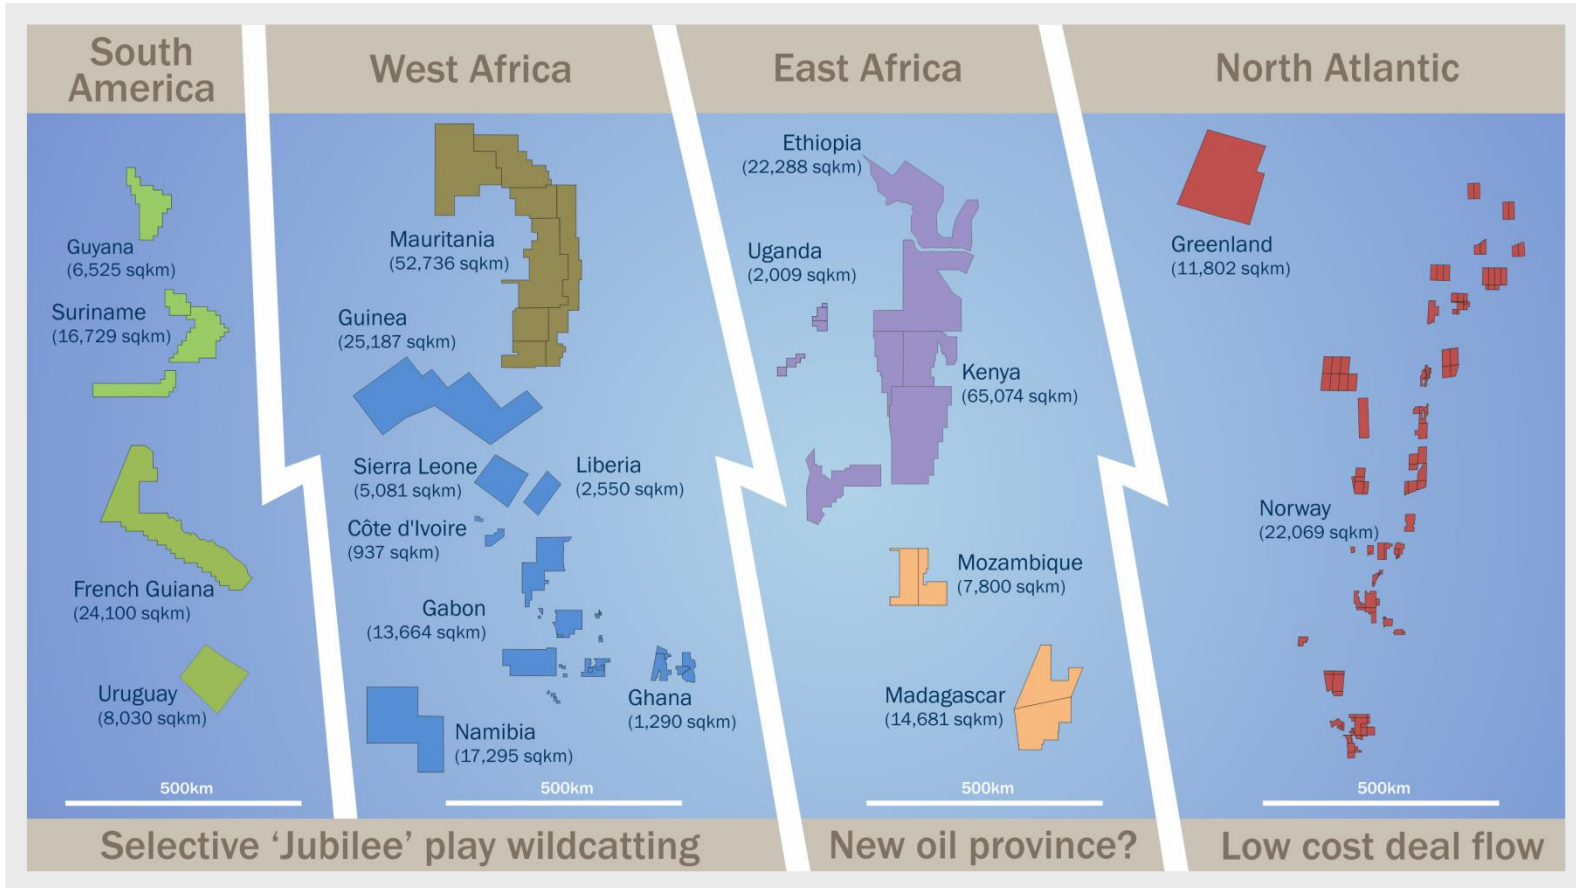 South
America
West Africa
East Africa
North Atlantic
Guyana
(6,525 sqkm)
Suriname
(16,729 sqkm)
French Guiana
(24,100 sqkm)
Uruguay
(8,030 sqkm)
500km
Mauritania
(52,736 sqkm)
Guinea
(25,187 sqkm)
Sierra Leone
(5,081 sqkm)
Liberia
(2,550 sqkm)
Côte d'Ivoire
(937 sqkm)
Gabon
(13,664 sqkm)
Ghana
(1,290 sqkm)
Namibia
(17,295 sqkm)
500km
Ethiopia
(22,288 sqkm)
Uganda
(2,009 sqkm)
Kenya
(65,074 sqkm)
Mozambique
(7,800 sqkm)
Madagascar
(14,681 sqkm)
500km
Greenland
(11,802 sqkm)
Norway
(22,069 sqkm)
500km
Selective ‘Jubilee’ play wildcatting
New oil province?
Low cost deal flow